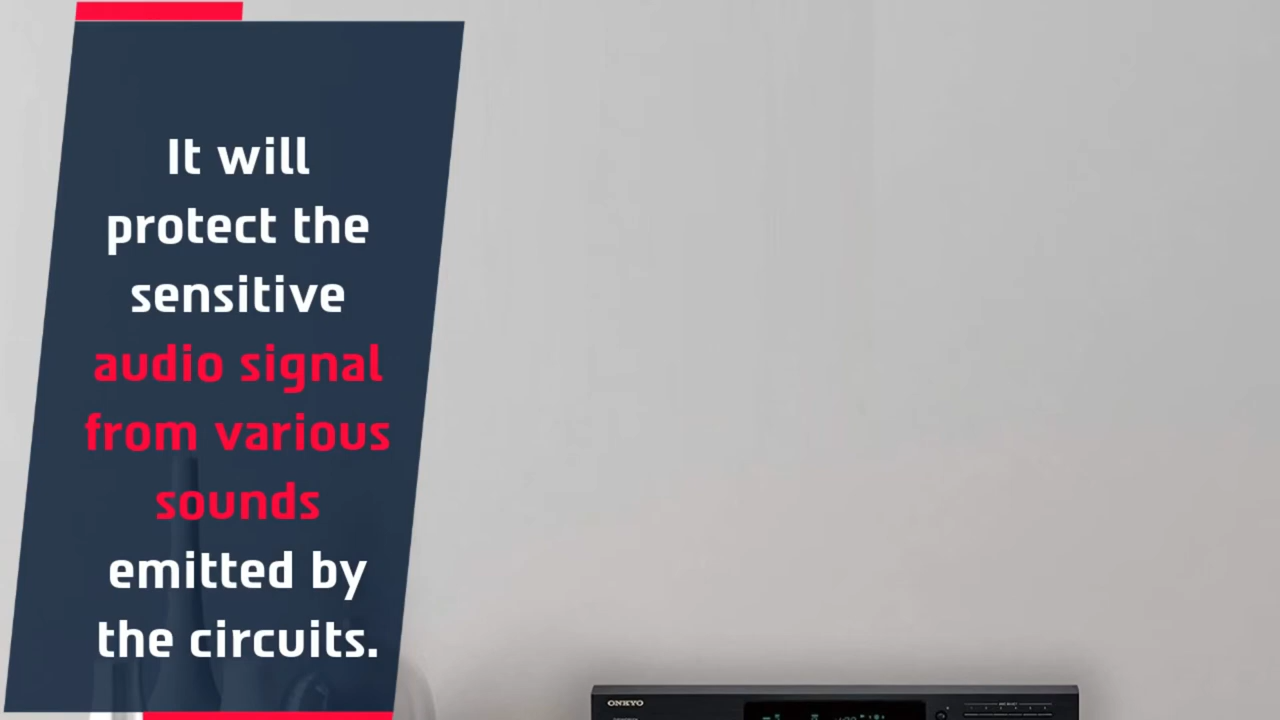 It will
protect the
sensitive
audio signal
from various
sounds
emitted by
the circuits.
ONKYO